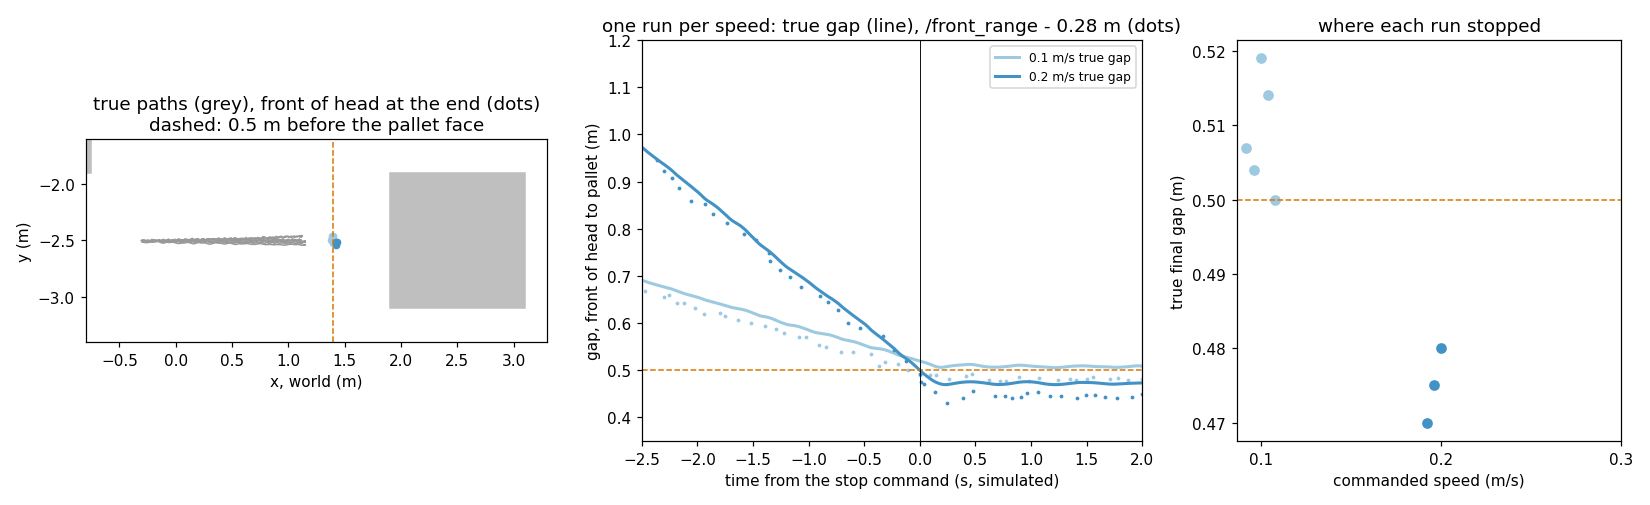 true paths (grey), front of head at the end (dots)
dashed: 0.5 m before the pallet face
y (m)
−2.0
−2.5
−3.0
−0.5 0.0 0.5 1.0 1.5 2.0 2.5 3.0
x, world (m)
one run per speed: true gap (line), /front_range - 0.28 m (dots)
gap, front of head to pallet (m)
1.2
1.1
1.0
0.9
0.8
0.7
0.6
0.5
0.4
0.1 m/s true gap
0.2 m/s true gap
−2.5 −2.0 −1.5 −1.0 −0.5 0.0 0.5 1.0 1.5 2.0
time from the stop command (s, simulated)
where each run stopped
true final gap (m)
0.52
0.51
0.50
0.49
0.48
0.47
0.1 0.2 0.3
commanded speed (m/s)